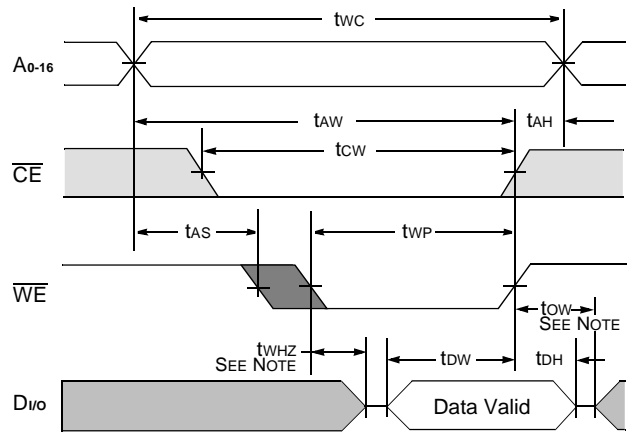 tWC
A0-16
tAW
tAH
tCW
CE
tAS
tWP
WE
tOW
SEE NOTE
tWHZ
SEE NOTE
tDW
tDH
DI/O
Data Valid